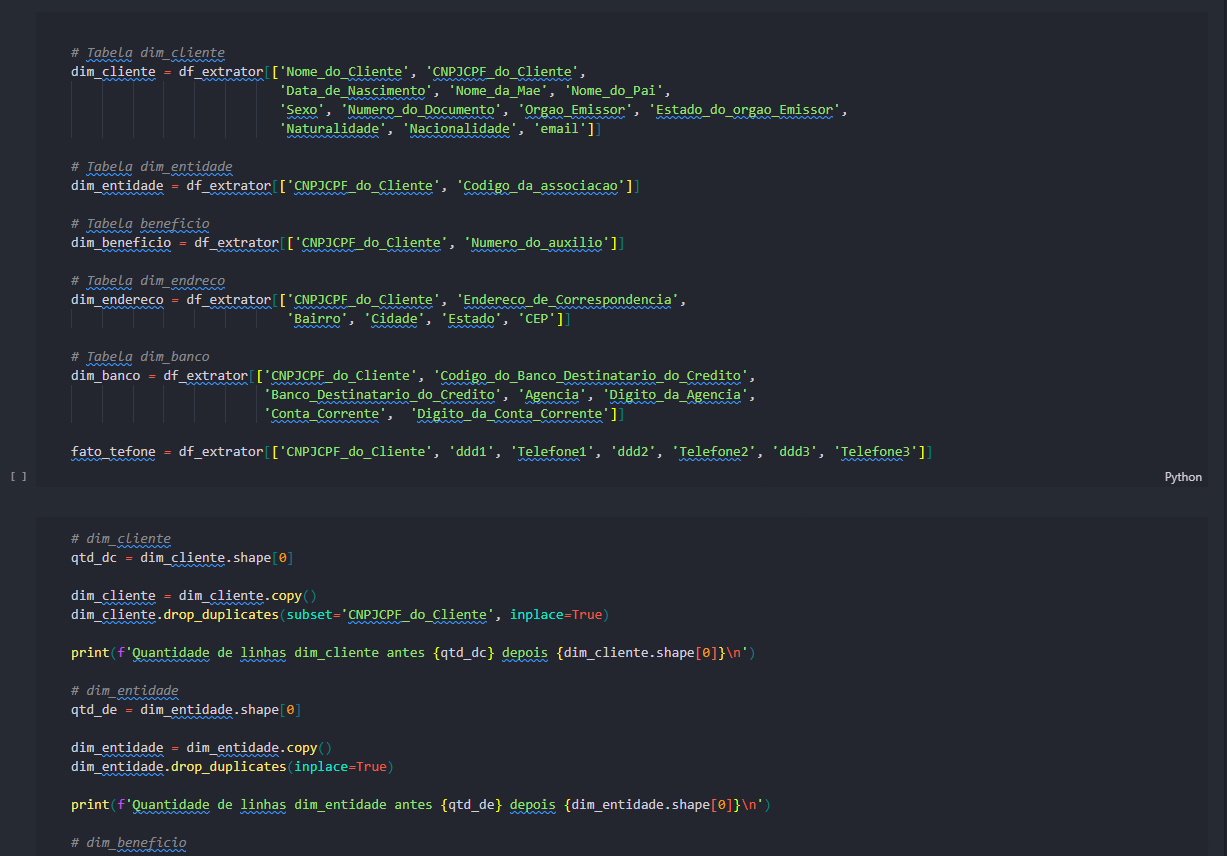 # Tabela dim_cliente
dim_cliente = df_extrator[['Nome_do_Cliente', 'CNPJCPF_do_Cliente',
'Data_de_Nascimento', 'Nome_da_Mae', 'Nome_do_Pai',
'Sexo', 'Numero_do_Documento', 'Orgao_Emissor', 'Estado_do_orgao_Emissor',
'Naturalidade', 'Nacionalidade', 'email']]
# Tabela dim_entidade
dim_entidade = df_extrator[['CNPJCPF_do_Cliente', 'Codigo_da_associacao']]
# Tabela beneficio
dim_beneficio = df_extrator[['CNPJCPF_do_Cliente', 'Numero_do_auxilio']]
# Tabela dim_endreco
dim_endereco = df_extrator[['CNPJCPF_do_Cliente', 'Endereco_de_Correspondencia',
'Bairro', 'Cidade', 'Estado', 'CEP']]
# Tabela dim_banco
dim_banco = df_extrator[['CNPJCPF_do_Cliente', 'Codigo_do_Banco_Destinatario_do_Credito',
'Banco_Destinatario_do_Credito', 'Agencia', 'Digito_da_Agencia',
'Conta_Corrente',  'Digito_da_Conta_Corrente']]
fato_tefone = df_extrator[['CNPJCPF_do_Cliente', 'ddd1', 'Telefone1', 'ddd2', 'Telefone2', 'ddd3', 'Telefone3']]
[ ]
Python
# dim_cliente
qtd_dc = dim_cliente.shape[0]
dim_cliente = dim_cliente.copy()
dim_cliente.drop_duplicates(subset='CNPJCPF_do_Cliente', inplace=True)
print(f'Quantidade de linhas dim_cliente antes {qtd_dc} depois {dim_cliente.shape[0]}\n')
# dim_entidade
qtd_de = dim_entidade.shape[0]
dim_entidade = dim_entidade.copy()
dim_entidade.drop_duplicates(inplace=True)
print(f'Quantidade de linhas dim_entidade antes {qtd_de} depois {dim_entidade.shape[0]}\n')
# dim_beneficio